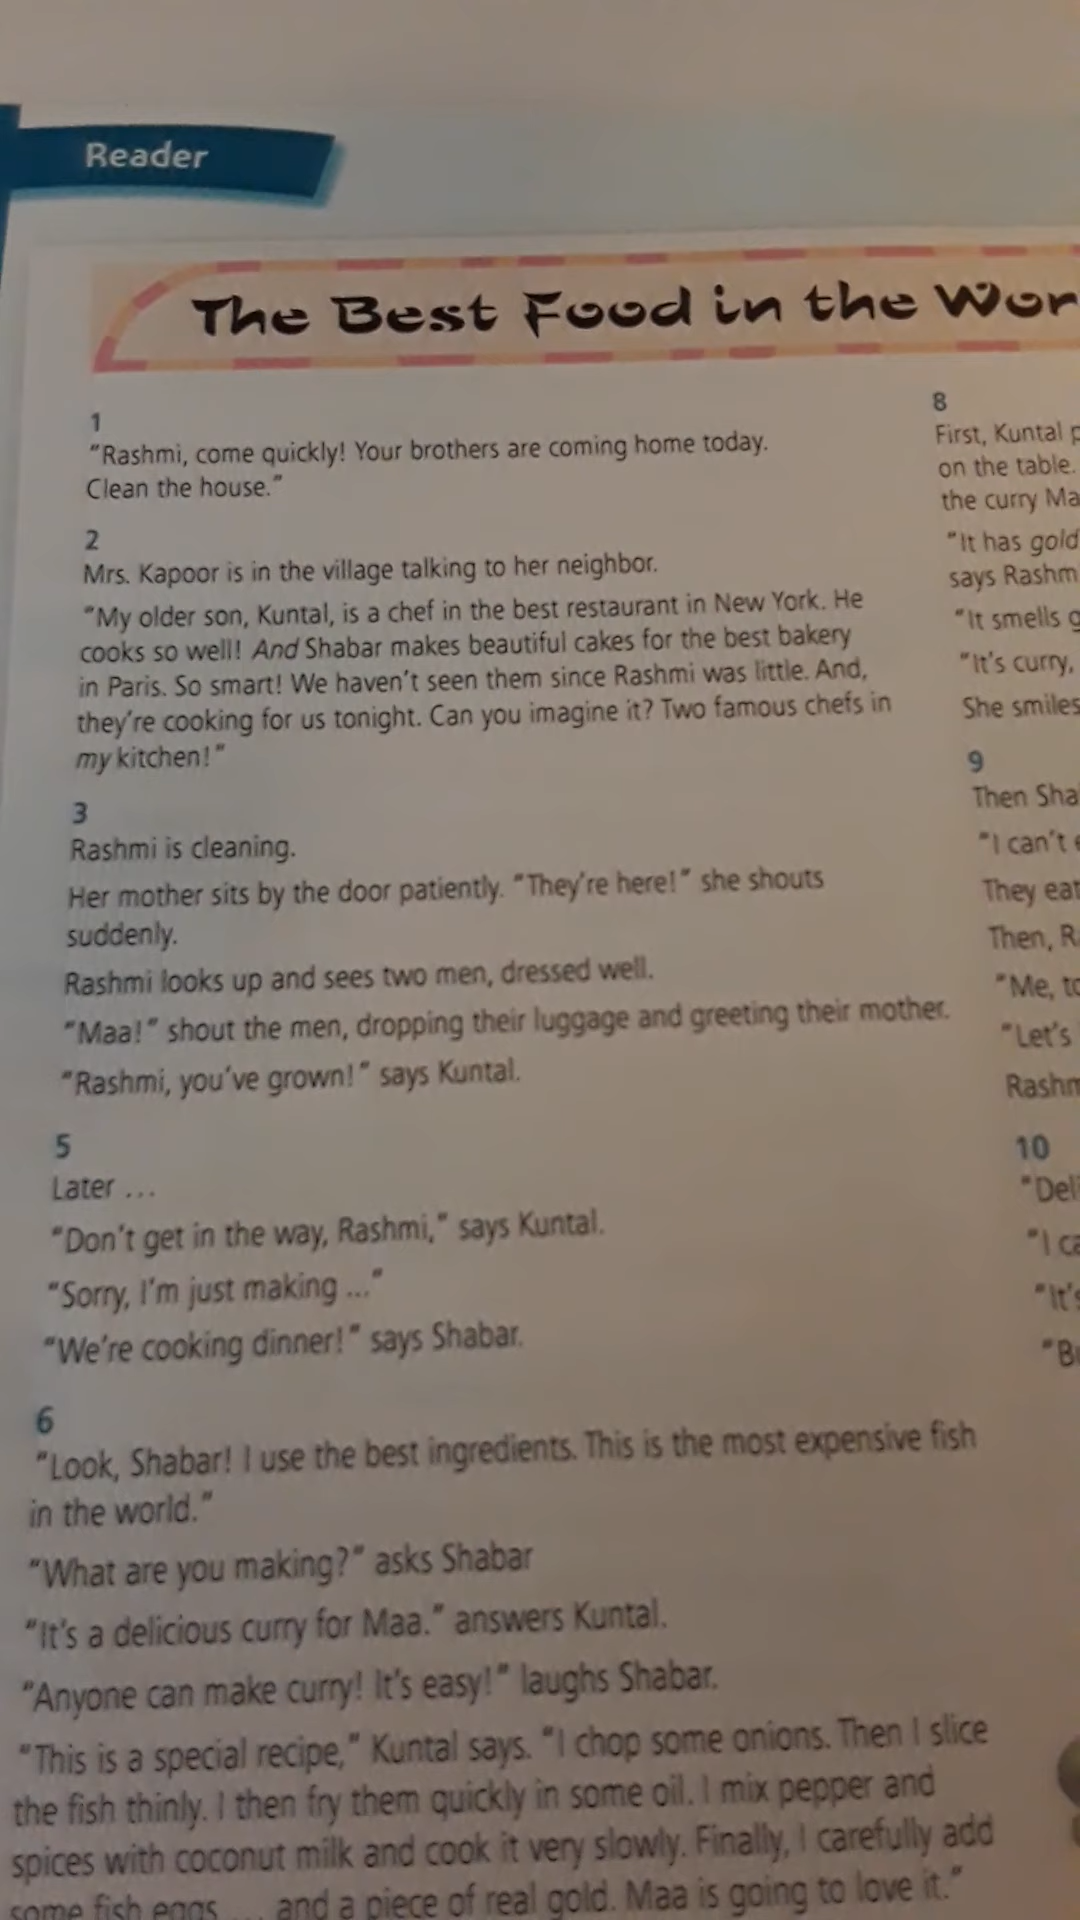 Reader
The Best Food in the
1
"Rashmi, come quickly! Your brothers are coming home today.
Clean the house."
2
Mrs. Kapoor is in the village talking to her neighbor.
"My older son, Kuntal, is a chef in the best restaurant in New York. He
cooks so well! And Shabar makes beautiful cakes for the best bakery
in Paris. So smart! We haven't seen them since Rashmi was little. And,
they're cooking for us tonight. Can you imagine it? Two famous chefs in
my kitchen!"
3
Rashmi is cleaning.
Her mother sits by the door patiently. "They're here!" she shouts
suddenly.
Rashmi looks up and sees two men, dressed well.
"Maa!" shout the men, dropping their luggage and greeting their mother.
"Rashmi, you've grown!" says Kuntal.
5
Later ...
"Don't get in the way, Rashmi," says Kuntal.
"Sorry, I'm just making ..."
"We're cooking dinner!" says Shabar.
6
"Look, Shabar! I use the best ingredients. This is the most expensive fish
in the world."
"What are you making?" asks Shabar
"It's a delicious curry for Maa." answers Kuntal.
"Anyone can make curry! It's easy!" laughs Shabar.
"This is a special recipe," Kuntal says. "I chop some onions. Then I slice
the fish thinly. I then fry them quickly in some oil. I mix pepper and
spices with coconut milk and cook it very slowly. Finally, I carefully add
some fish eggs ... and a piece of real gold. Maa is going to love it."
8
First, Kuntal
on the table.
the curry
"It has gold
says
"It smells
"It's curry,
She smiles
9
Then
"I can't
They eat
Then,
"Me,
"Let's
10
"I
"It's